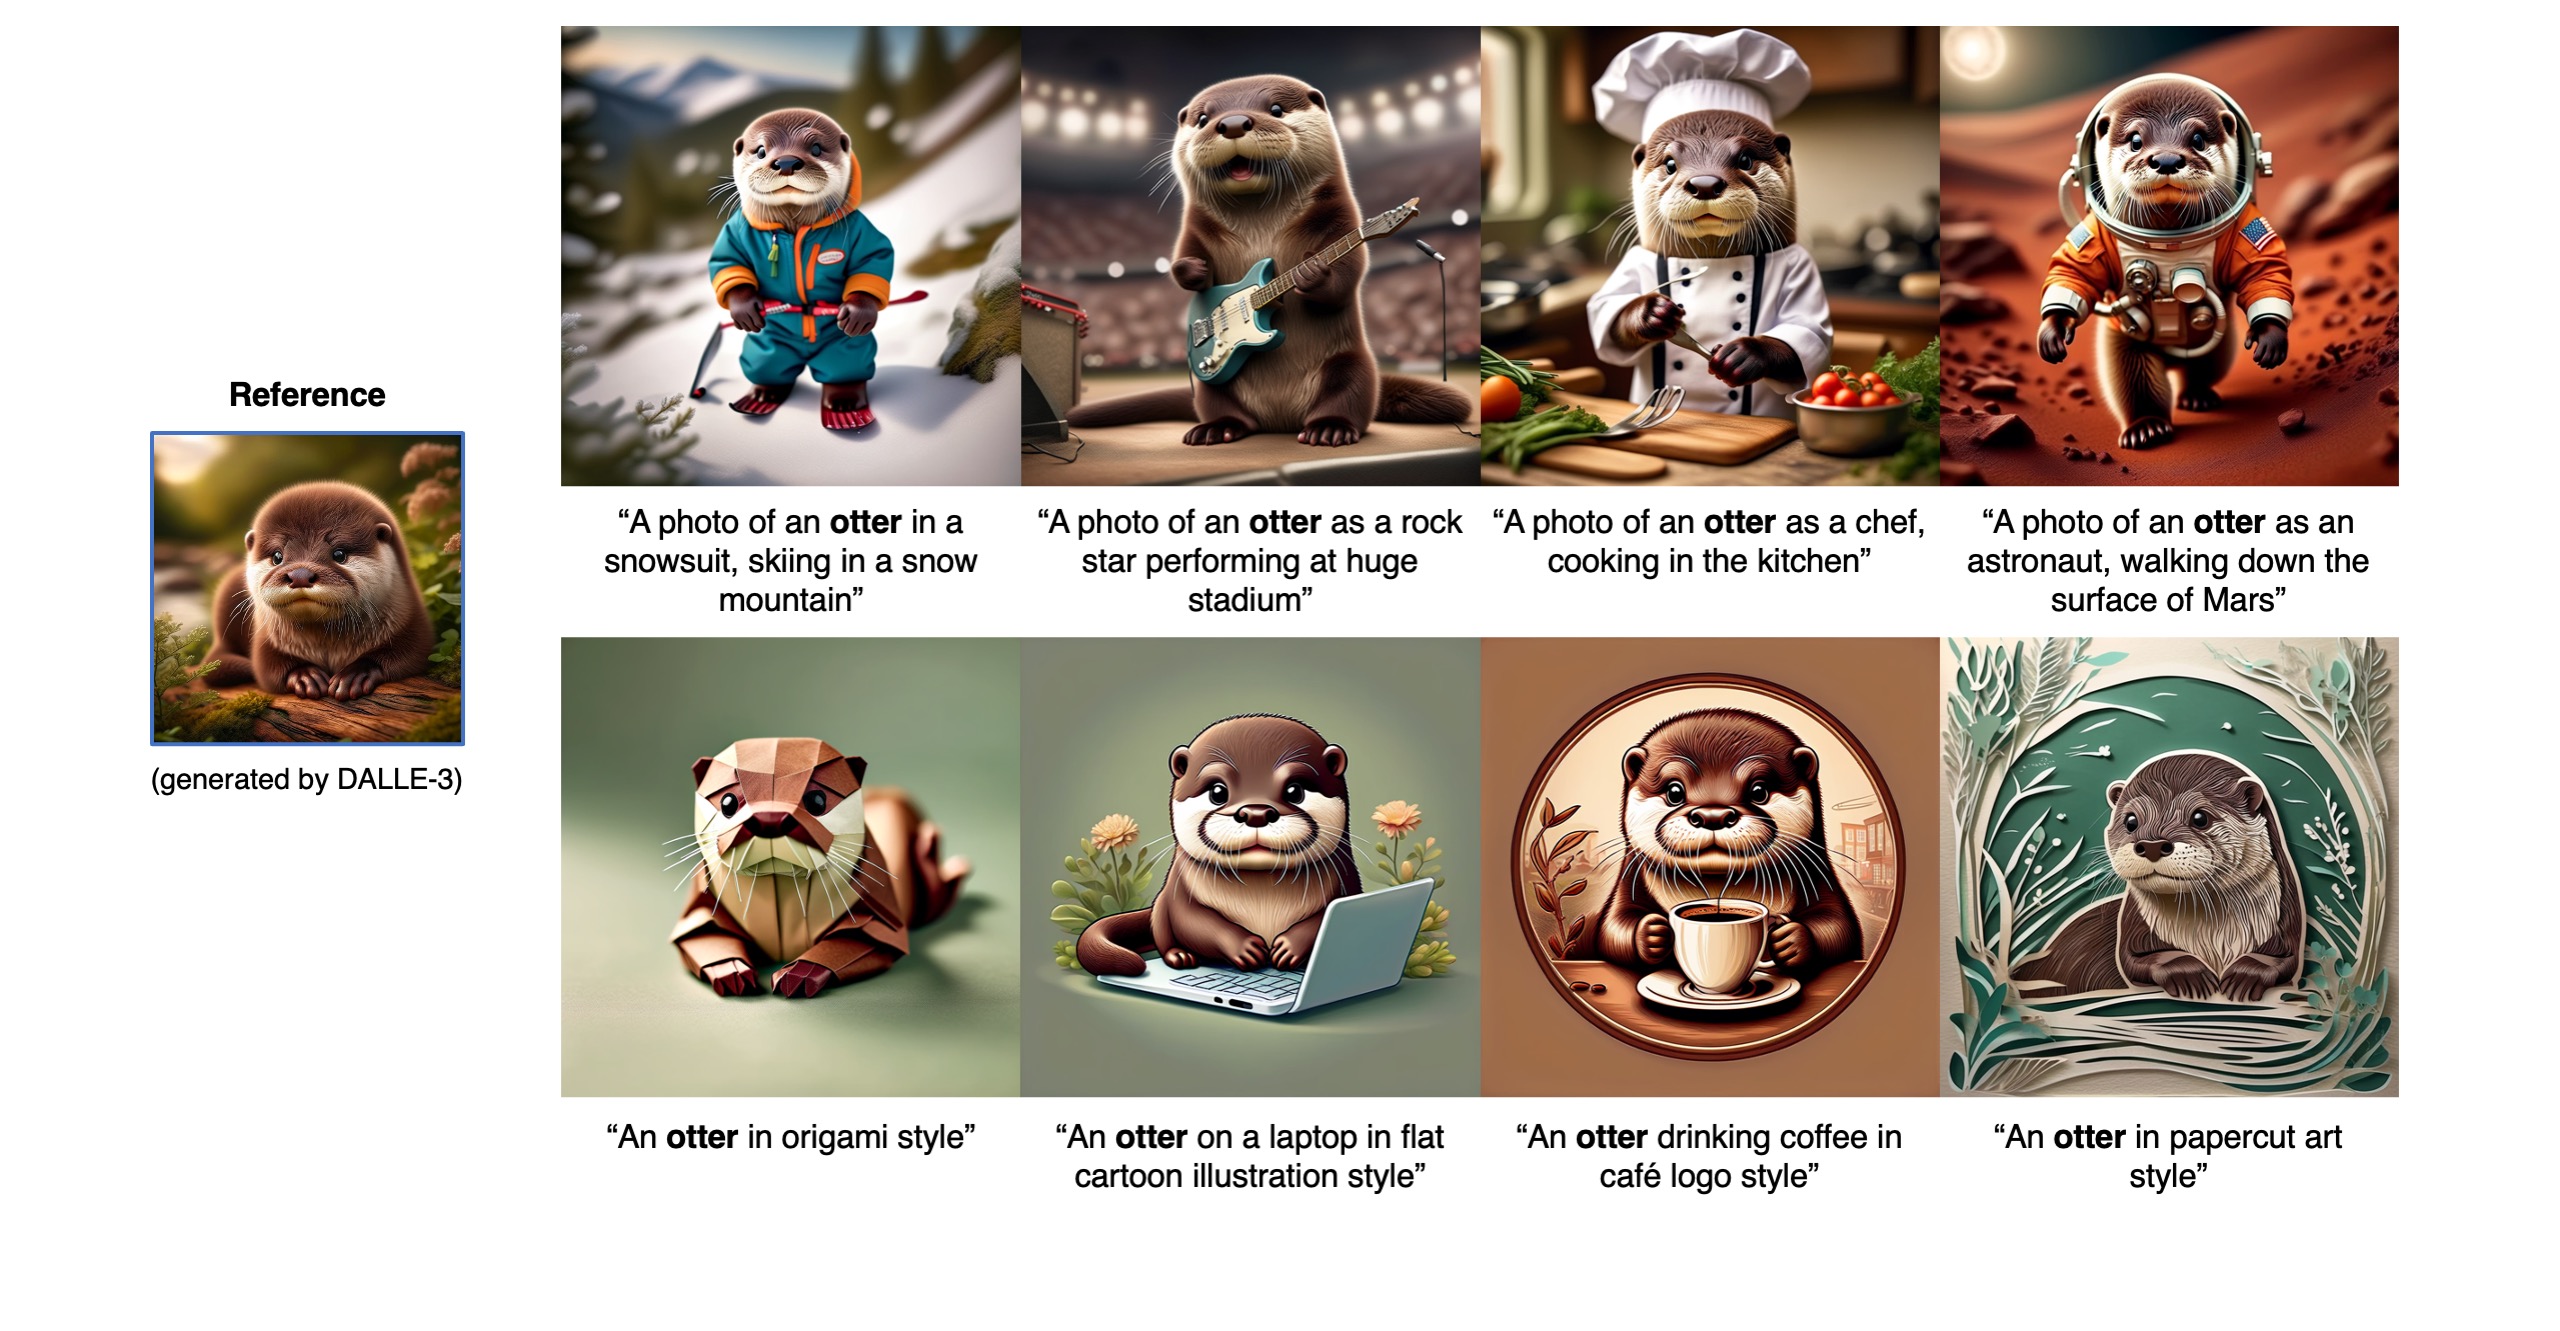 Reference
(generated by DALLE-3)
“A photo of an otter in a
snowsuit, skiing in a snow
mountain”
“A photo of an otter as a rock
star performing at huge
stadium”
“A photo of an otter as a chef,
cooking in the kitchen”
“A photo of an otter as an
astronaut, walking down the
surface of Mars”
“An otter in origami style”
“An otter on a laptop in flat
cartoon illustration style”
“An otter drinking coffee in
café logo style”
“An otter in papercut art
style”